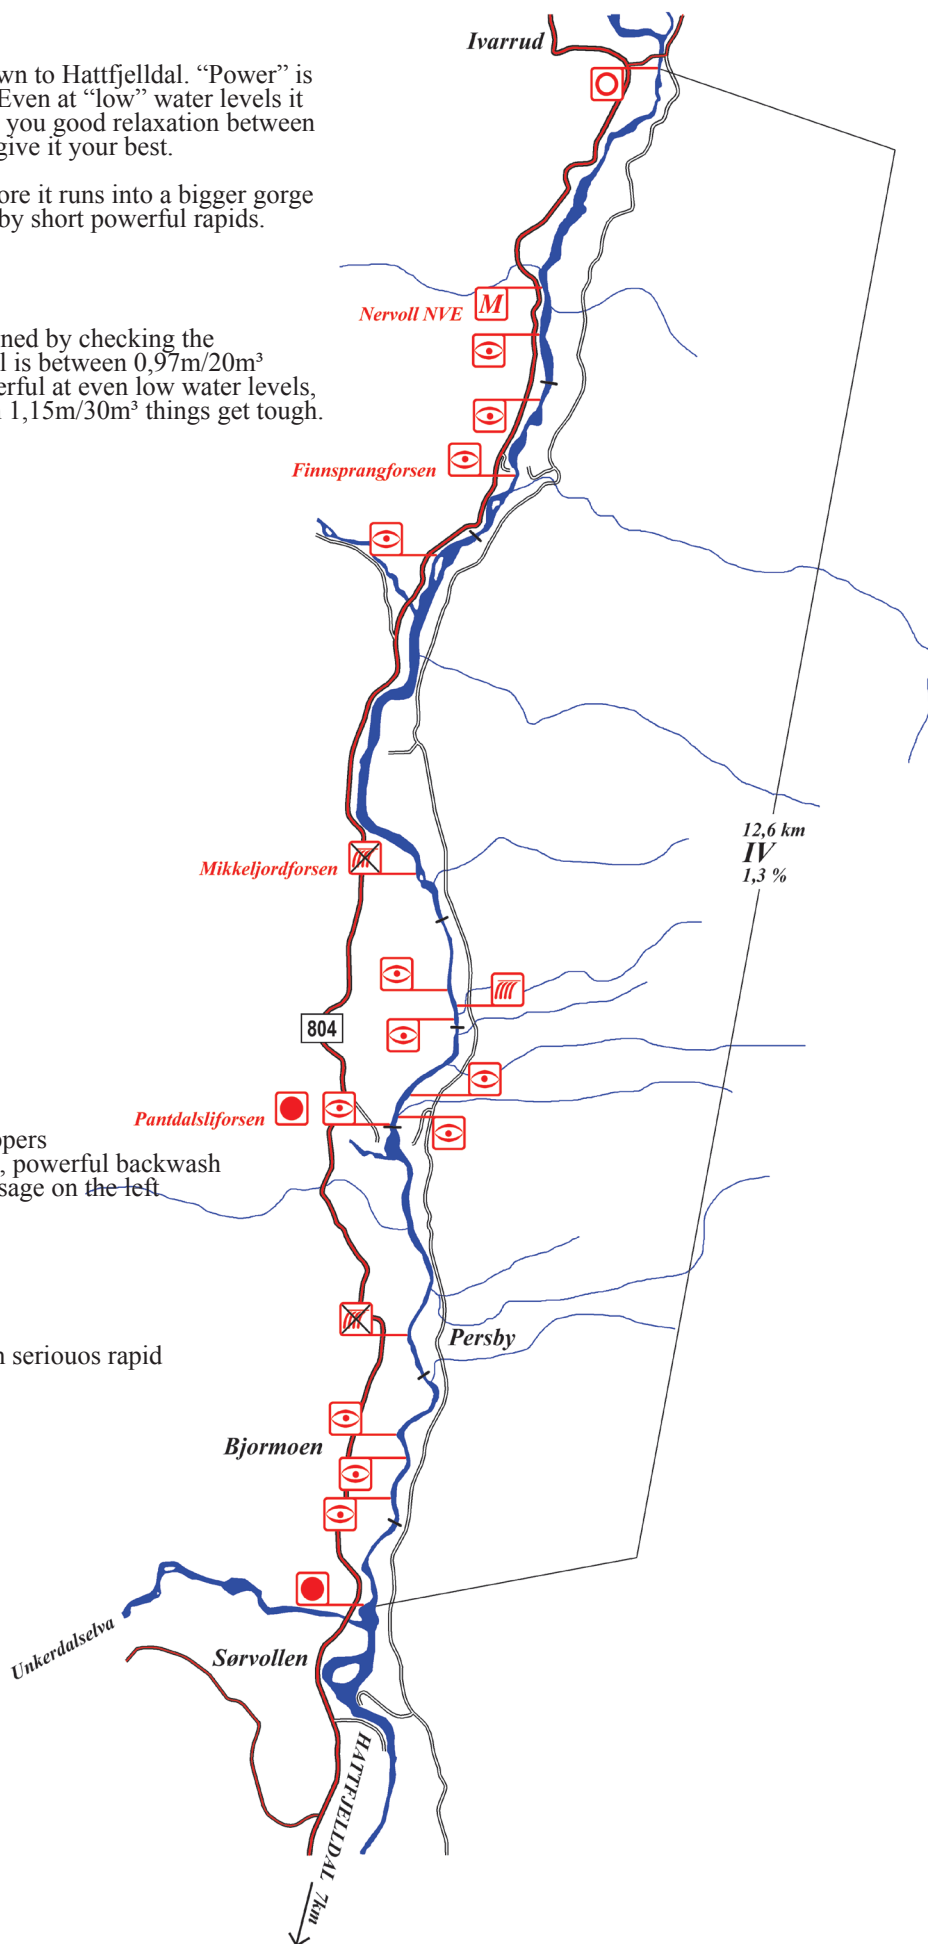 Ivarrud
wn to Hattfjelldal. “Power” is
Even at “low” water levels it
you good relaxation between
give it your best.
ore it runs into a bigger gorge
by short powerful rapids.
M
Nervoll NVE
ned by checking the
l is between 0,97m/20m³
erful at even low water levels,
1,15m/30m³ things get tough.
Finnsprangforsen
12,6 km
IV
1,3 %
Mikkeljordforsen
804
Pantdalsliforsen
ppers
, powerful backwash
sage on the left
Persby
n seriouos rapid
Bjormoen
Unkerdalselva
Sørvollen
HATTFJELLDAL 7km